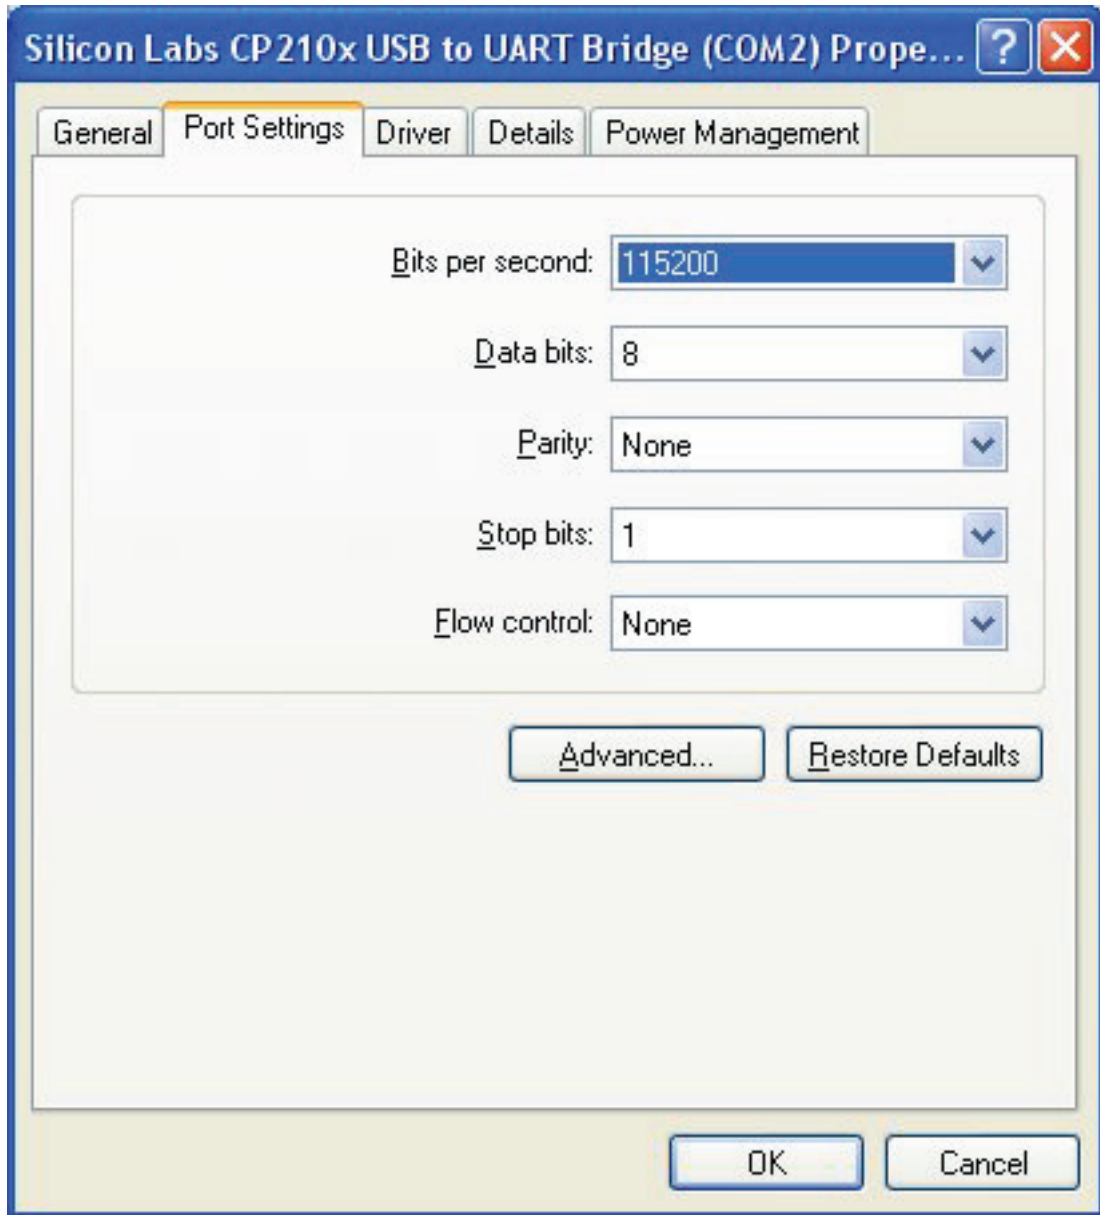 Silicon Labs CP210x USB to UART Bridge (COM2) Prope... ?
General Port Settings Driver Details Power Management
Bits per second: 115200
Data bits: 8
Parity: None
Stop bits: 1
Flow control: None
Advanced... Restore Defaults
OK Cancel